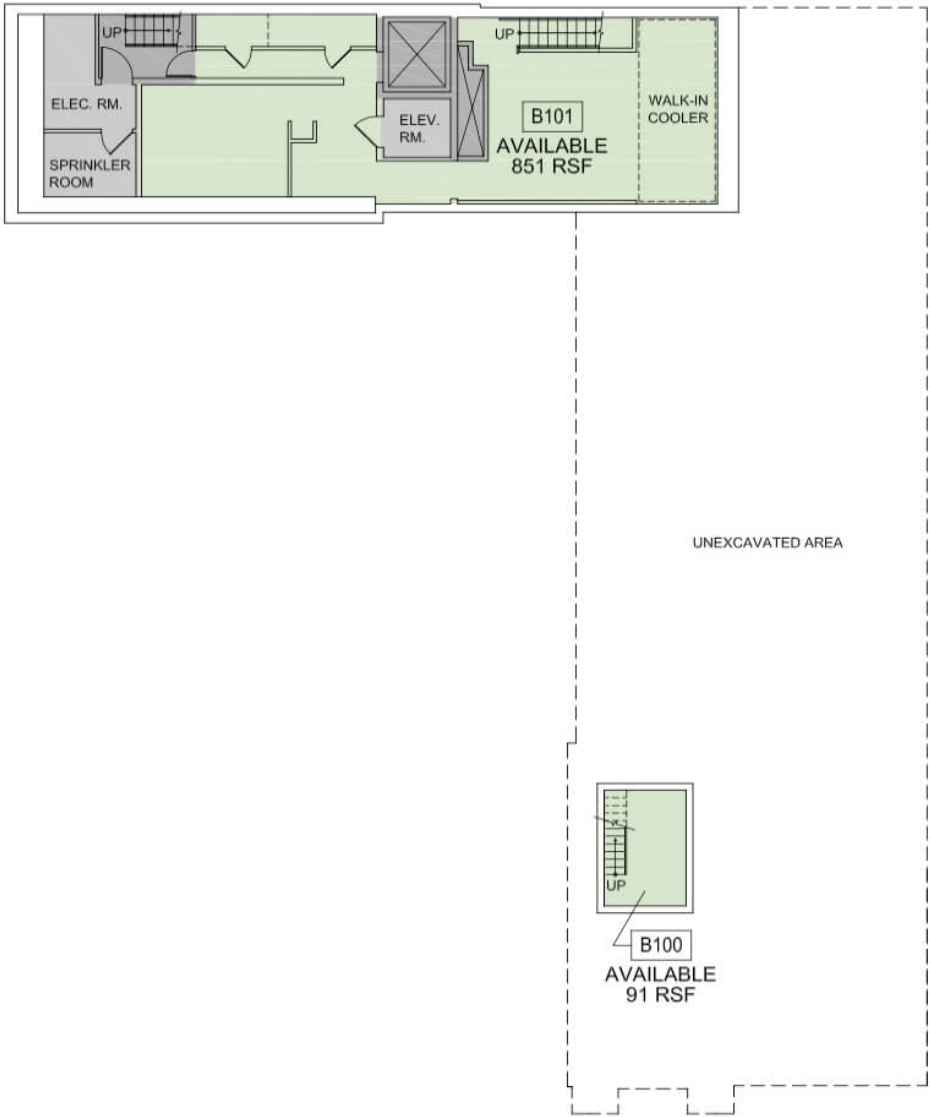 UP
ELEC. RM.
SPRINKLER
ROOM
ELEV.
RM.
UP
B101
AVAILABLE
851 RSF
WALK-IN
COOLER
UNEXCAVATED AREA
UP
B100
AVAILABLE
91 RSF